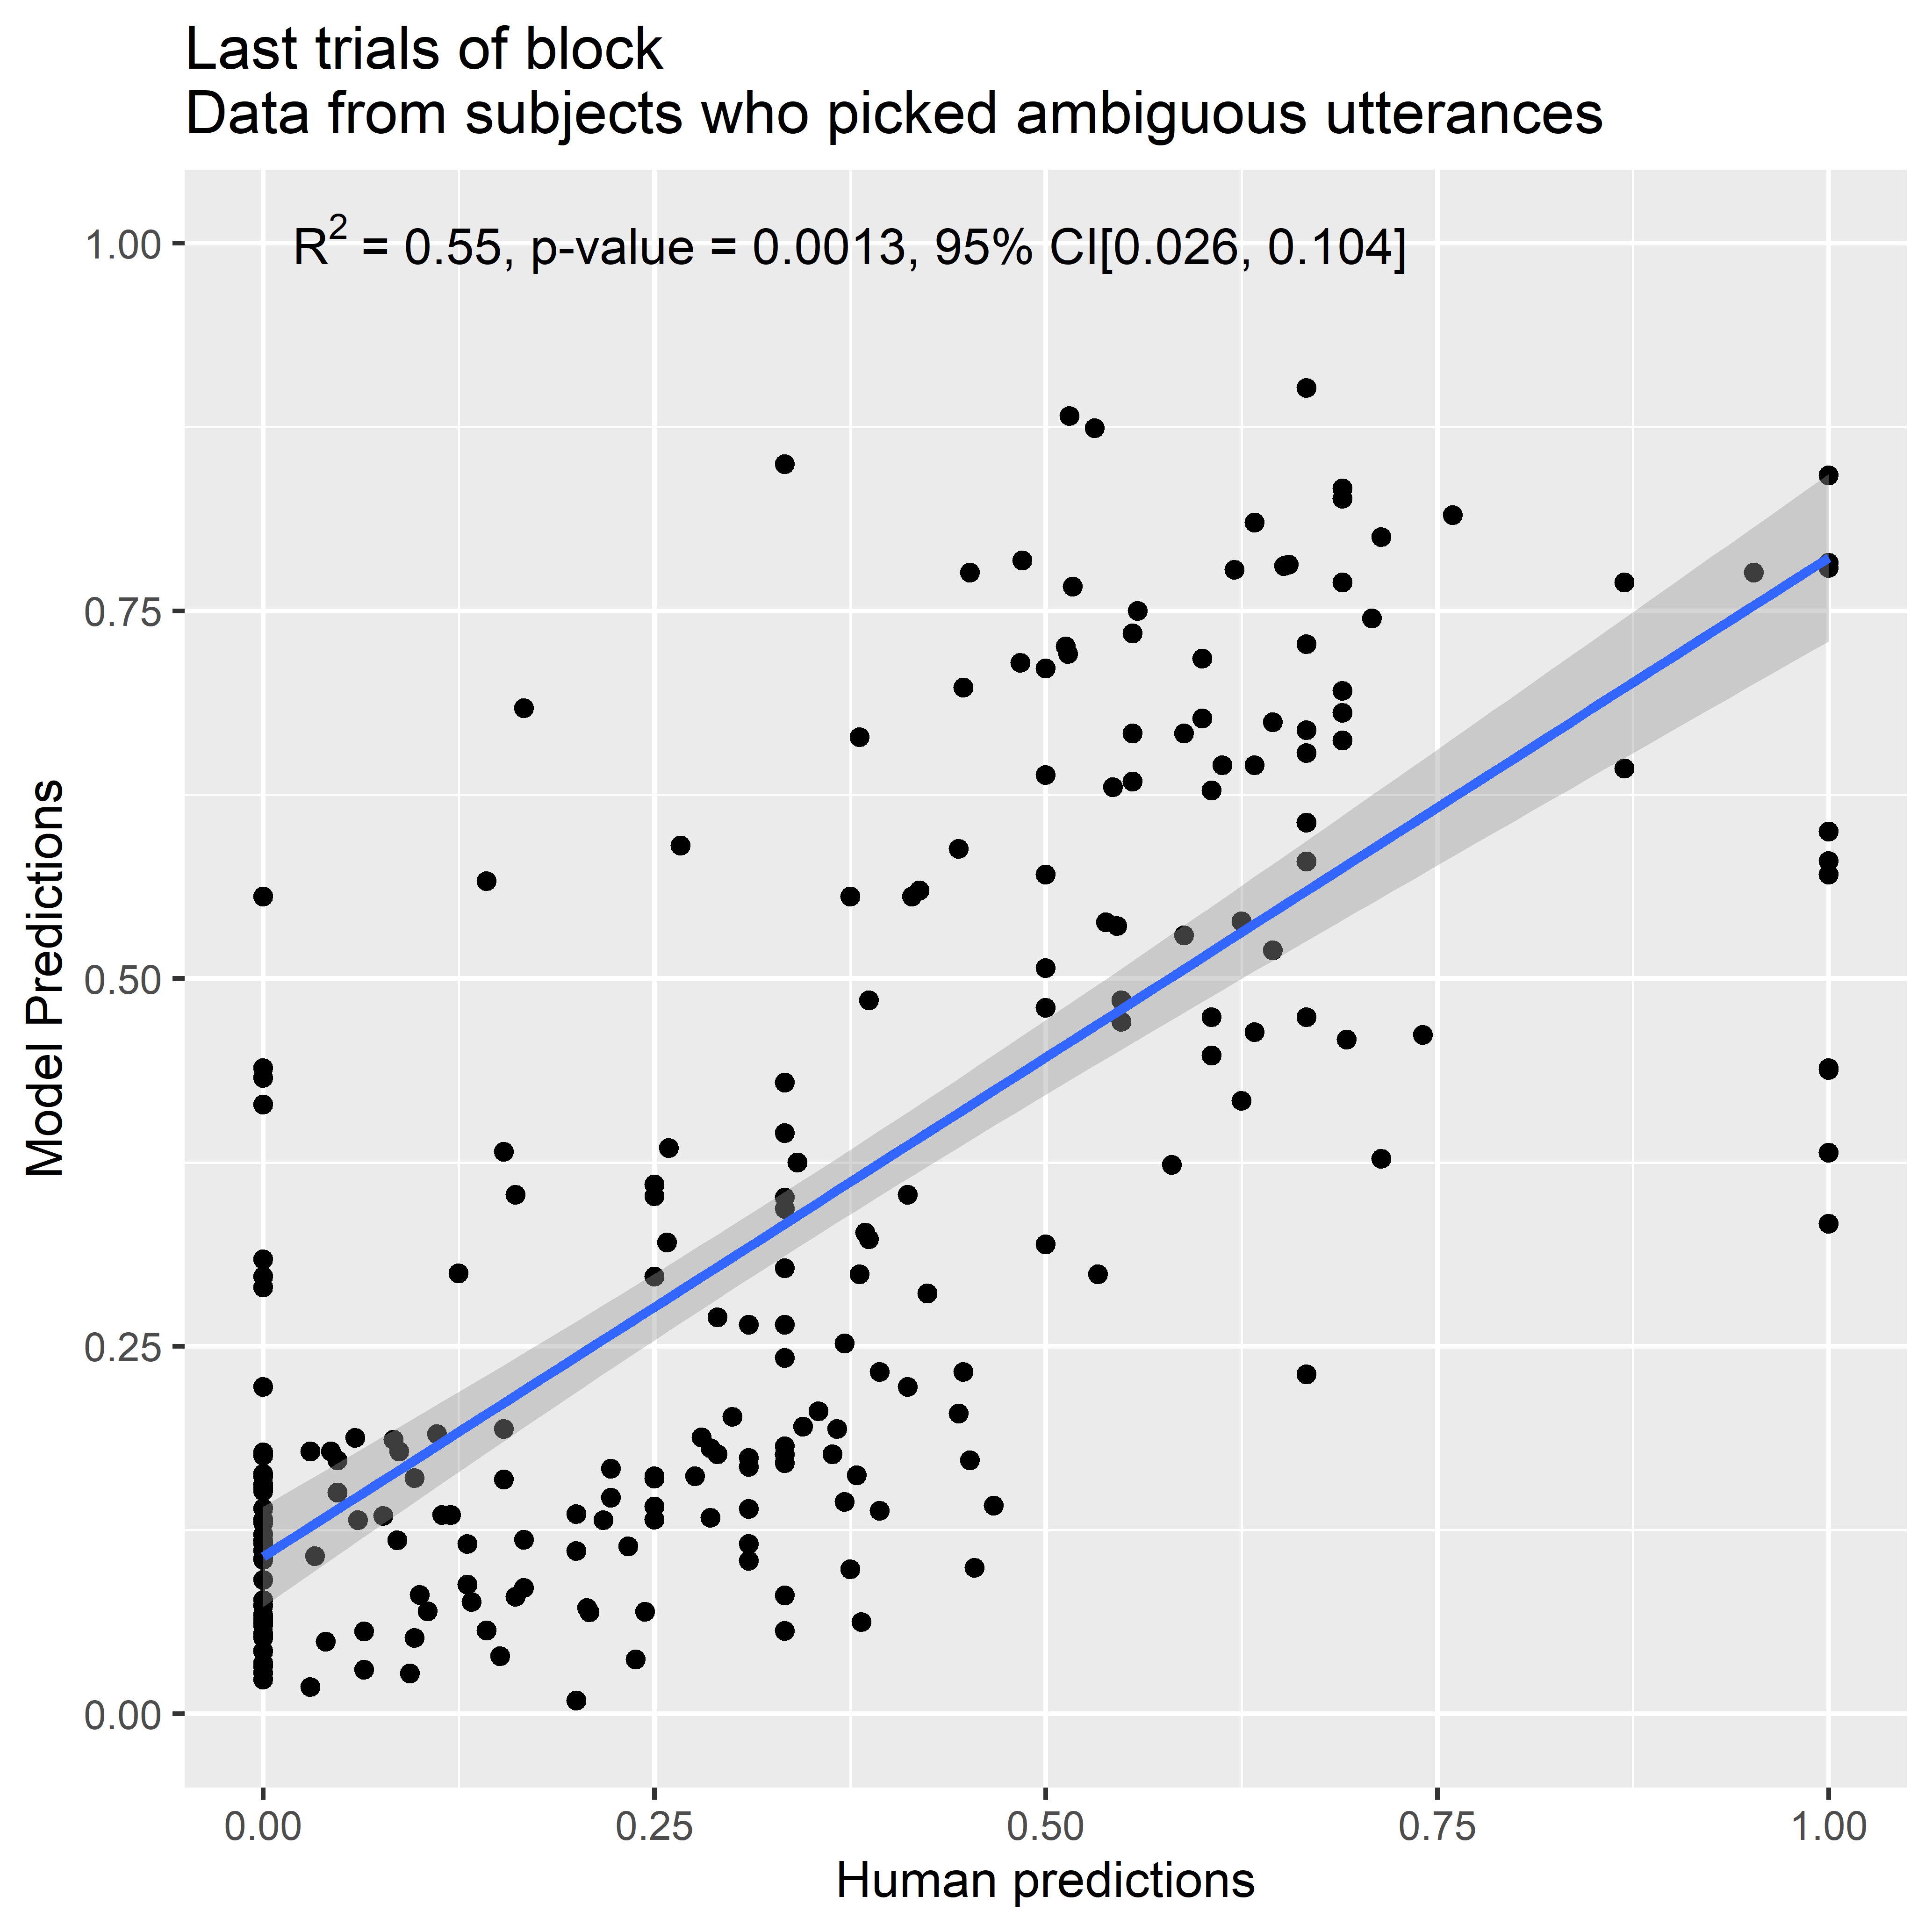 Last trials of block
Data from subjects who picked ambiguous utterances
R² = 0.55, p-value = 0.0013, 95% CI[0.026, 0.104]
1.00
0.75
0.50
0.25
0.00
Model Predictions
0.00 0.25 0.50 0.75 1.00
Human predictions